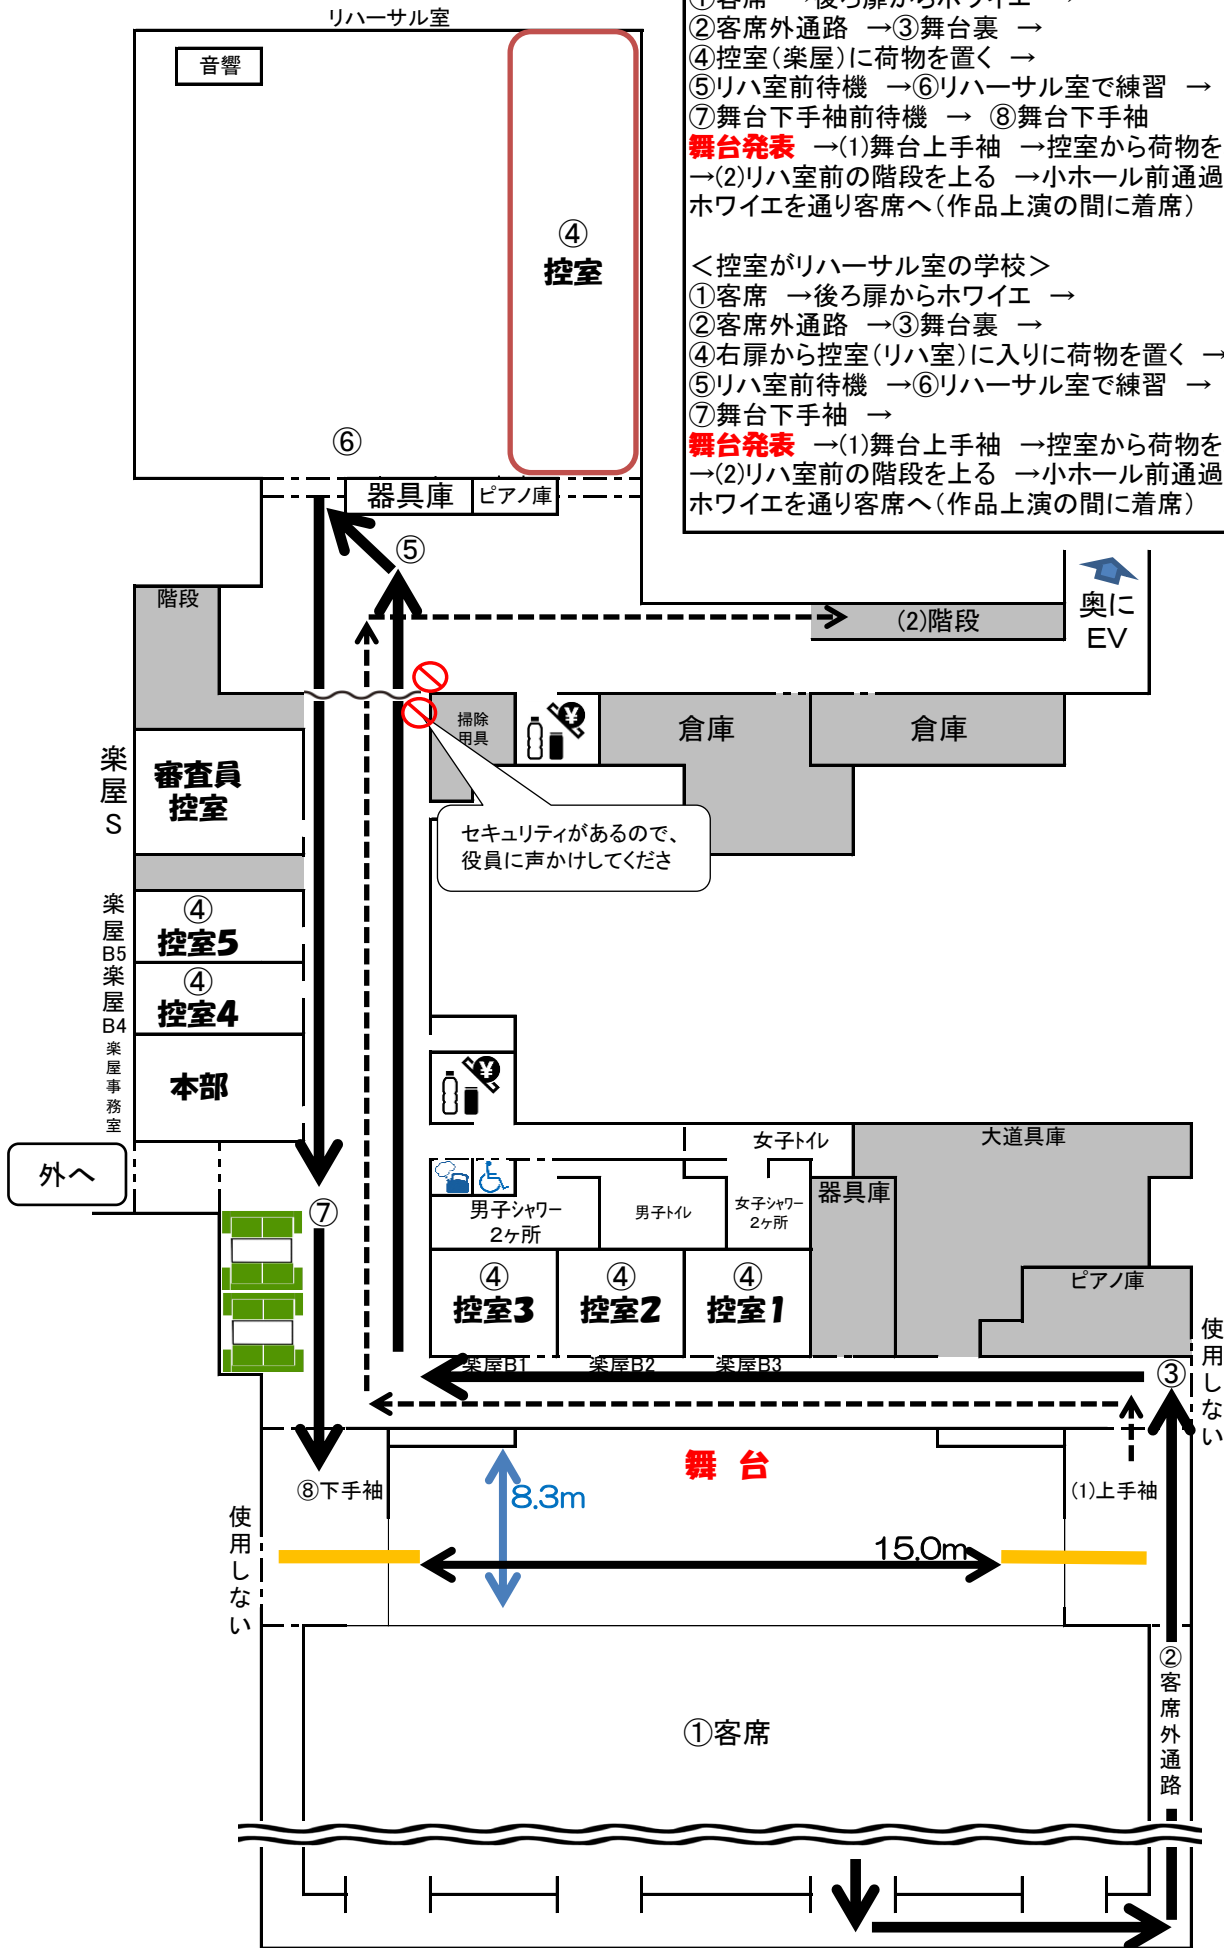 リハーサル室
音響
①客席 →後ろ扉からホワイエ →
②客席外通路 →③舞台裏 →
④控室（楽屋）に荷物を置く →
⑤リハ室前待機 →⑥リハーサル室で練習 →
⑦舞台下手袖前待機 → ⑧舞台下手袖
舞台発表 →(1)舞台上手袖 →控室から荷物を
→(2)リハ室前の階段を上る →小ホール前通過
ホワイエを通り客席へ（作品上演の間に着席）
＜控室がリハーサル室の学校＞
①客席 →後ろ扉からホワイエ →
②客席外通路 →③舞台裏 →
④右扉から控室（リハ室）に入りに荷物を置く →
⑤リハ室前待機 →⑥リハーサル室で練習 →
⑦舞台下手袖 →
舞台発表 →(1)舞台上手袖 →控室から荷物を
→(2)リハ室前の階段を上る →小ホール前通過
ホワイエを通り客席へ（作品上演の間に着席）
④
控室
⑥
器具庫
ピアノ庫
⑤
階段
(2)階段
奥に
EV
掃除
用具
倉庫
倉庫
楽屋S
審査員
控室
セキュリティがあるので、
役員に声かけしてくださ
楽屋B5
④
控室5
楽屋B4
④
控室4
楽屋事務室
本部
外へ
女子トイレ
大道具庫
男子シャワー
2ヶ所
男子トイレ
女子シャワー
2ヶ所
器具庫
⑦
④
控室3
④
控室2
④
控室1
ピアノ庫
楽屋B1
楽屋B2
楽屋B3
③
使用しない
舞 台
⑧下手袖
8.3m
(1)上手袖
使用しない
15.0m
②客席外通路
①客席